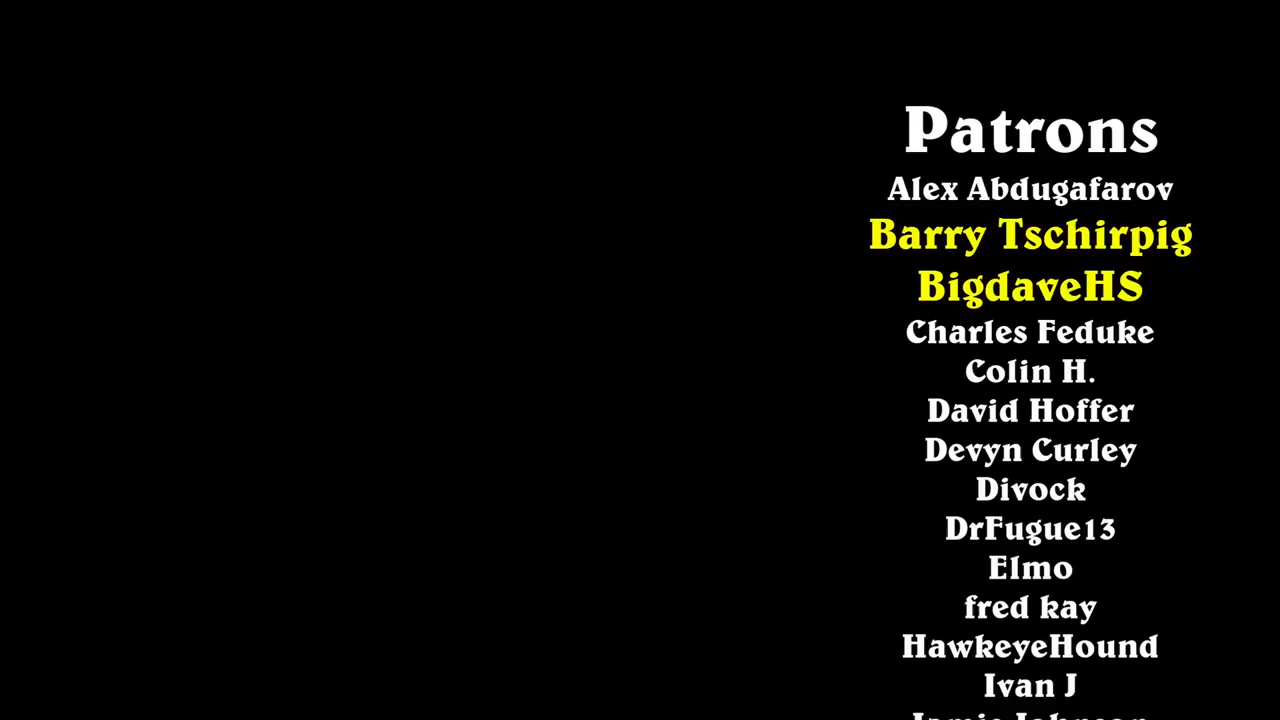 Patrons
Alex Abdugafarov
Barry Tschirpig
BigdaveHS
Charles Feduke
Colin H.
David Hoffer
Devyn Curley
Divock
DrFugue13
Elmo
fred kay
HawkeyeHound
Ivan J